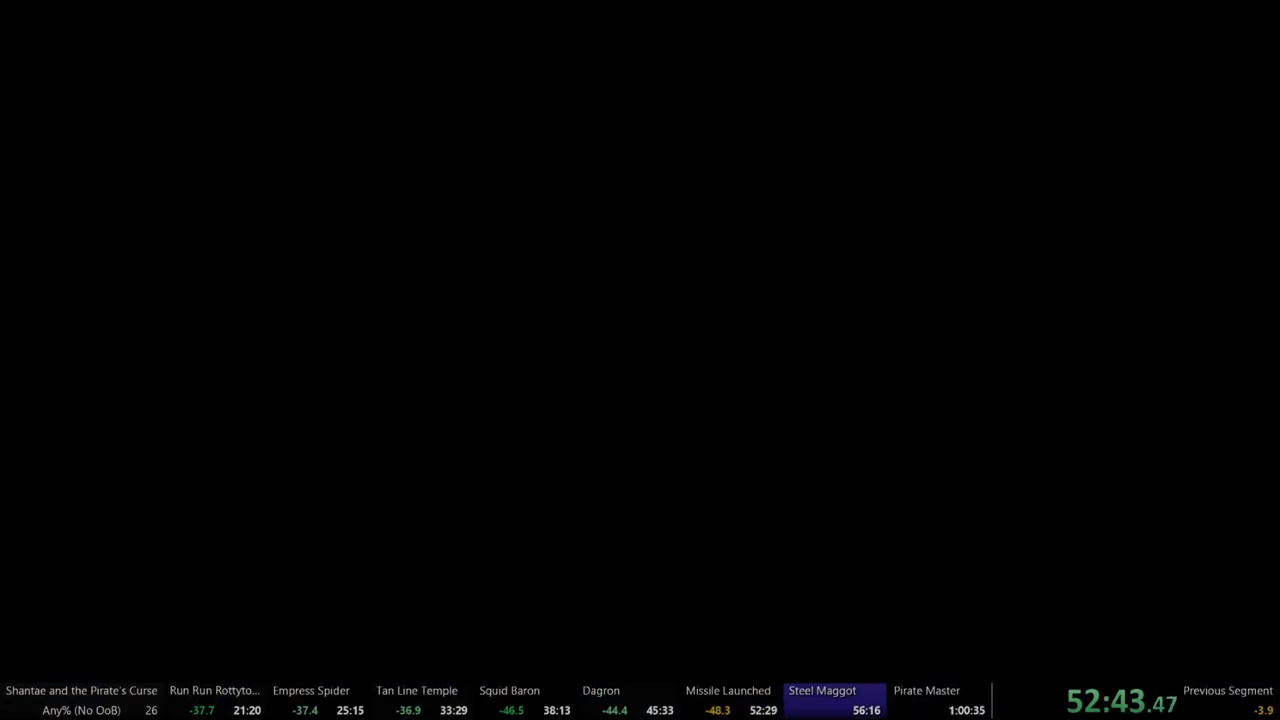 Shantae and the Pirate's Curse Run Run Rottyto... Empress Spider Tan Line Temple Squid Baron Dagron Missile Launched Steel Maggot Pirate Master 52:43.47 Previous Segment
Any% (No OoB) 26 -37.7 21:20 -37.4 25:15 -36.9 33:29 -46.5 38:13 -44.4 45:33 -48.3 52:29 56:16 1:00:35 -3.9